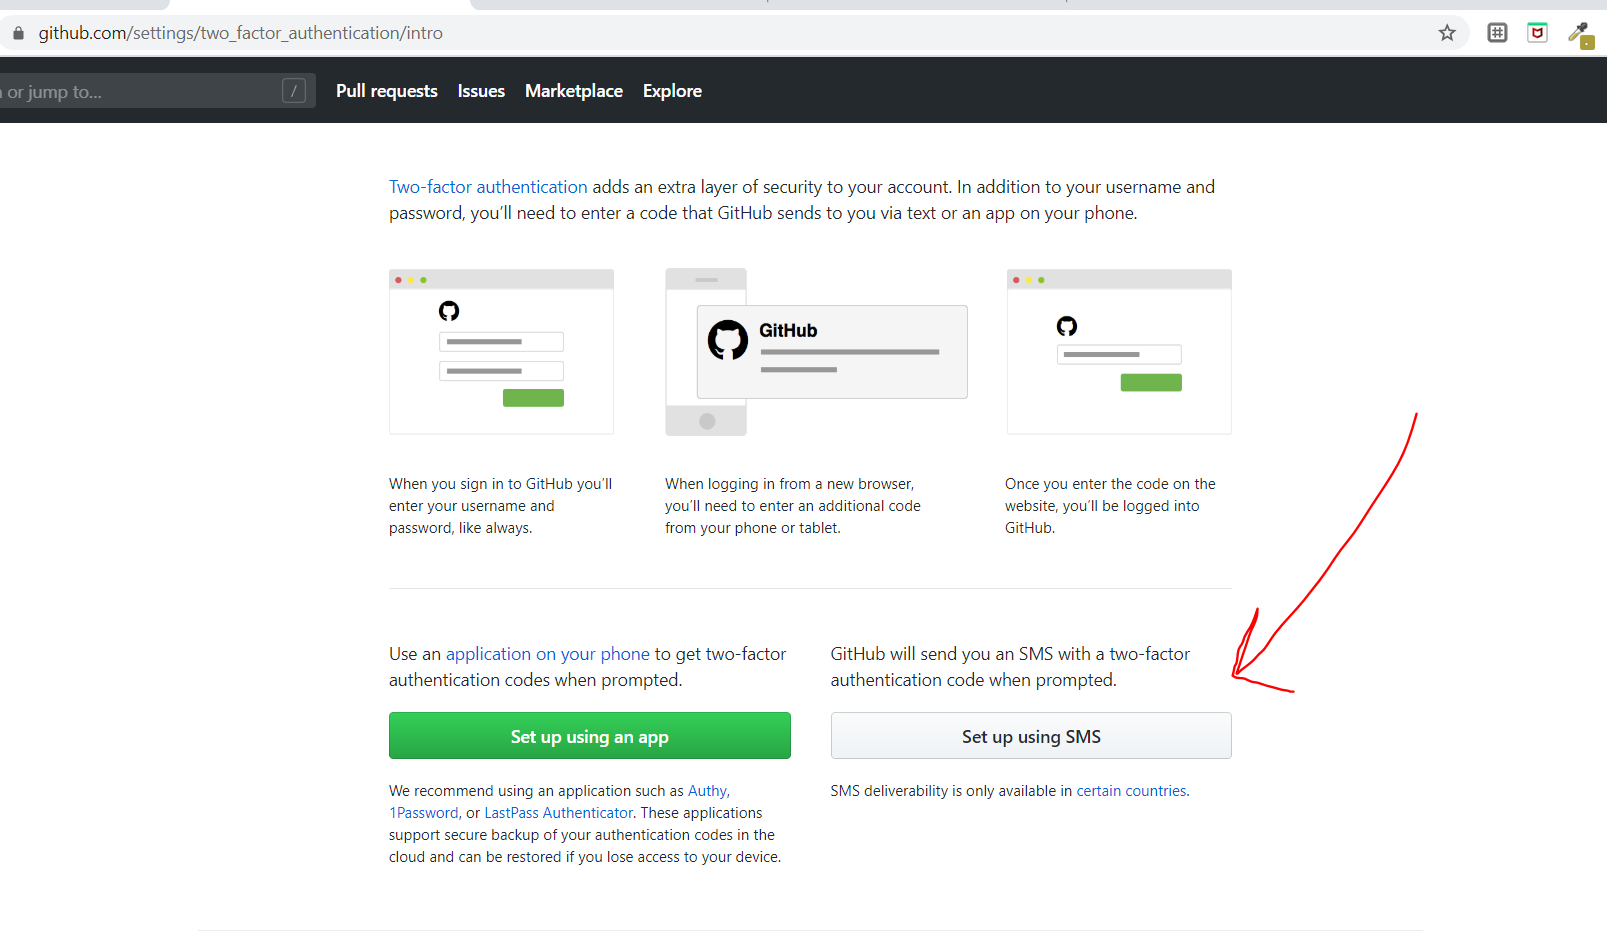 github.com/settings/two_factor_authentication/intro
or jump to...
/
Pull requests Issues Marketplace Explore
Two-factor authentication adds an extra layer of security to your account. In addition to your username and
password, you'll need to enter a code that GitHub sends to you via text or an app on your phone.
GitHub
When you sign in to GitHub you'll
enter your username and
password, like always.
When logging in from a new browser,
you'll need to enter an additional code
from your phone or tablet.
Once you enter the code on the
website, you'll be logged into
GitHub.
Use an application on your phone to get two-factor
authentication codes when prompted.
Set up using an app
We recommend using an application such as Authy,
1Password, or LastPass Authenticator. These applications
support secure backup of your authentication codes in the
cloud and can be restored if you lose access to your device.
GitHub will send you an SMS with a two-factor
authentication code when prompted.
Set up using SMS
SMS deliverability is only available in certain countries.